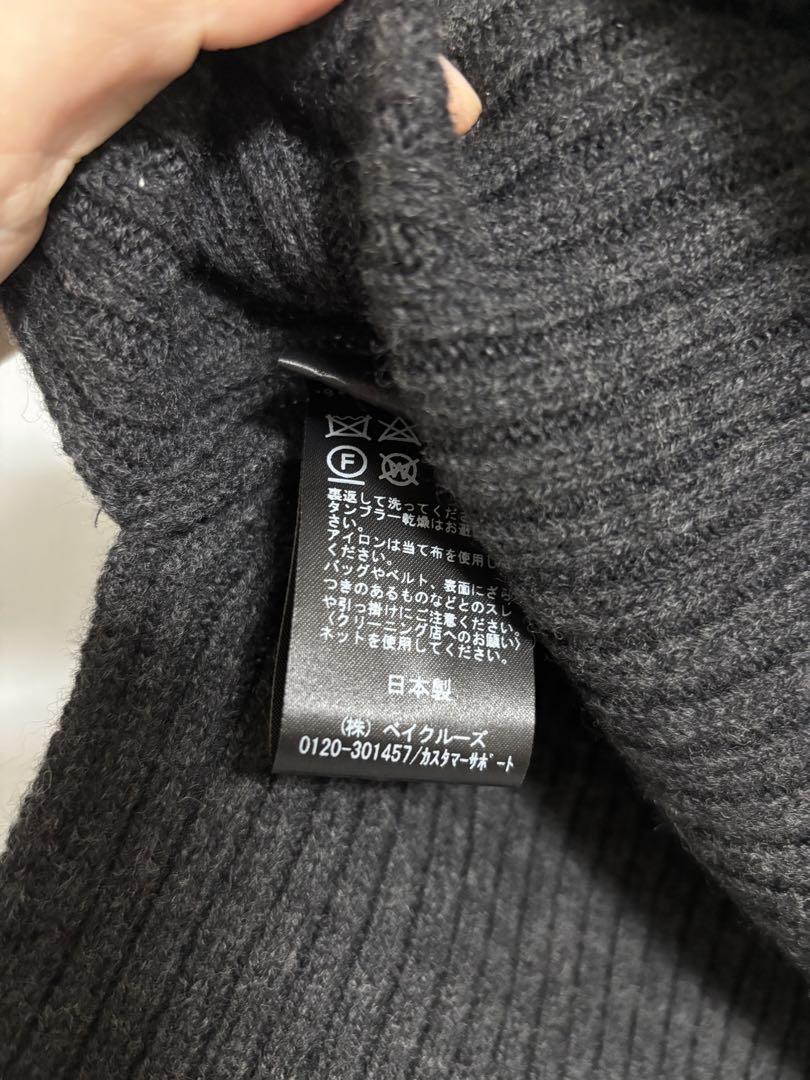 F
W
裏返して洗ってくだ
タンブラー乾燥はお避
さい。
アイロンは当て布を使用し
ください。
バッグやベルト、表面にざら
つきのあるものなどとのスレ
や引っ掛けにご注意ください。
〈クリーニング店へのお願い〉
ネットを使用してください。
日本製
(株) ベイクルーズ
0120-301457/カスタマーサポート